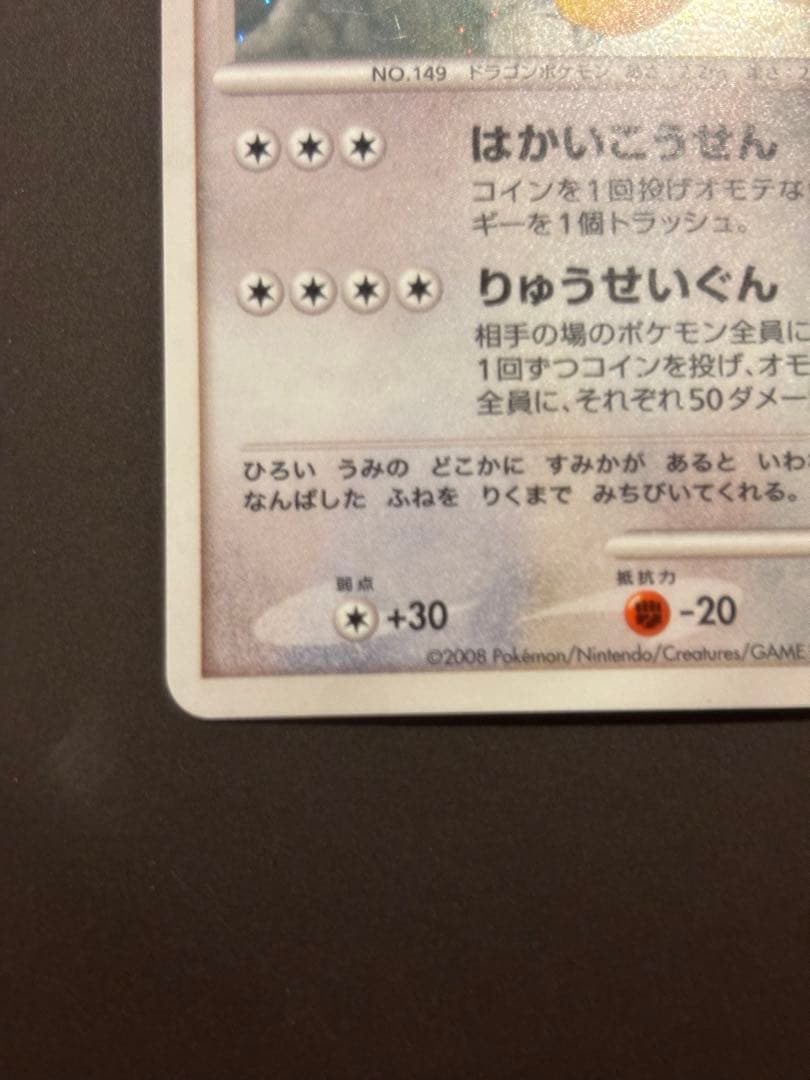 NO.149 ドラゴンポケモン
はかいこうせん
コインを1回投げオモテな
ギーを1個トラッシュ。
りゅうせいぐん
相手の場のポケモン全員に
1回ずつコインを投げ、オモ
全員に、それぞれ50ダメー
ひろい うみの どこかに すみかが あると いわ
なんぱした ふねを りくまで みちびいてくれる。
弱点 抵抗力
+30 -20
©2008 Pokémon/Nintendo/Creatures/GAME